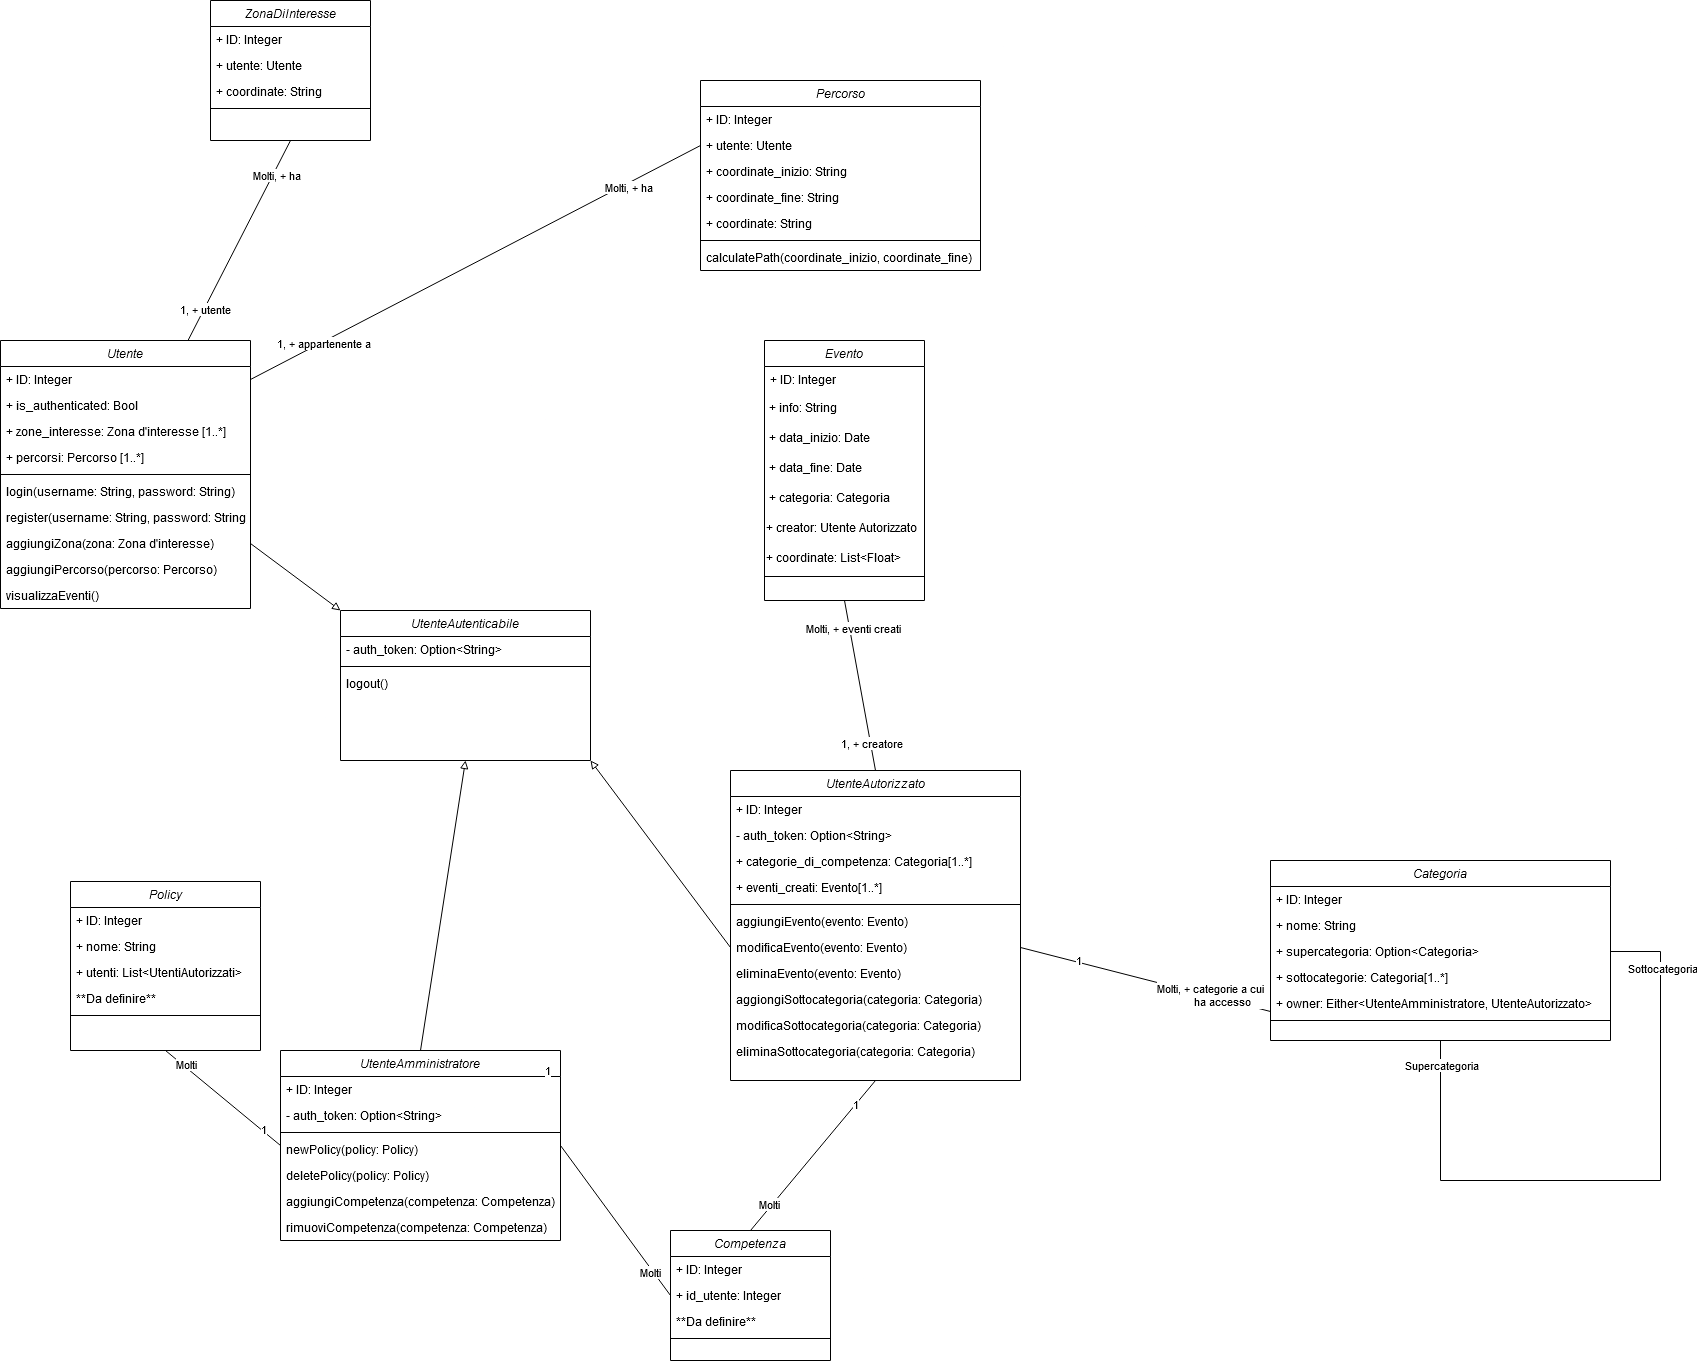 ZonaDiInteresse
+ ID: Integer
+ utente: Utente
+ coordinate: String
Molti, + ha
1, + utente
Percorso
+ ID: Integer
+ utente: Utente
+ coordinate_inizio: String
+ coordinate_fine: String
+ coordinate: String
calculatePath(coordinate_inizio, coordinate_fine)
Molti, + ha
1, + appartenente a
Utente
+ ID: Integer
+ is_authenticated: Bool
+ zone_interesse: Zona d'interesse [1..*]
+ percorsi: Percorso [1..*]
login(username: String, password: String)
register(username: String, password: String
aggiungiZona(zona: Zona d'interesse)
aggiungiPercorso(percorso: Percorso)
visualizzaEventi()
Evento
+ ID: Integer
+ info: String
+ data_inizio: Date
+ data_fine: Date
+ categoria: Categoria
+ creator: Utente Autorizzato
+ coordinate: List<Float>
Molti, + eventi creati
1, + creatore
UtenteAutenticabile
- auth_token: Option<String>
logout()
UtenteAutorizzato
+ ID: Integer
- auth_token: Option<String>
+ categorie_di_competenza: Categoria[1..*]
+ eventi_creati: Evento[1..*]
aggiungiEvento(evento: Evento)
modificaEvento(evento: Evento)
eliminaEvento(evento: Evento)
aggiongiSottocategoria(categoria: Categoria)
modificaSottocategoria(categoria: Categoria)
eliminaSottocategoria(categoria: Categoria)
1
Molti, + categorie a cui
ha accesso
Categoria
+ ID: Integer
+ nome: String
+ supercategoria: Option<Categoria>
+ sottocategorie: Categoria[1..*]
+ owner: Either<UtenteAmministratore, UtenteAutorizzato>
Sottocategoria
Supercategoria
Policy
+ ID: Integer
+ nome: String
+ utenti: List<UtentiAutorizzati>
**Da definire**
Molti
1
UtenteAmministratore
1
+ ID: Integer
- auth_token: Option<String>
newPolicy(policy: Policy)
deletePolicy(policy: Policy)
aggiungiCompetenza(competenza: Competenza)
rimuoviCompetenza(competenza: Competenza)
1
Molti
Molti
Competenza
+ ID: Integer
+ id_utente: Integer
**Da definire**